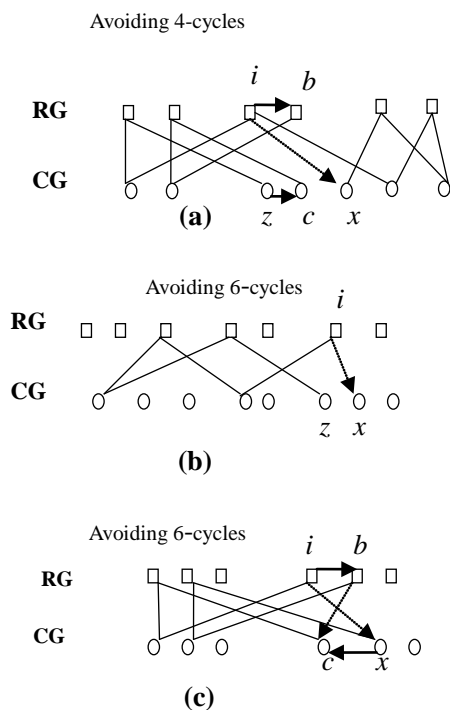 Avoiding 4-cycles
i b
RG
CG
(a) z c x
Avoiding 6-cycles
i
RG
CG
z x
(b)
Avoiding 6-cycles
i b
RG
CG
c x
(c)